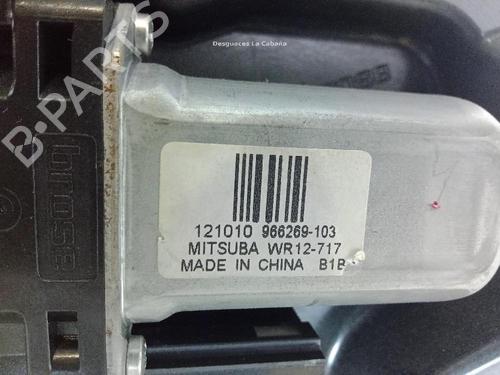 Desguaces La Cabaña
B-PARTS
brose
121010 966269-103
MITSUBA WR12-717
MADE IN CHINA B1B